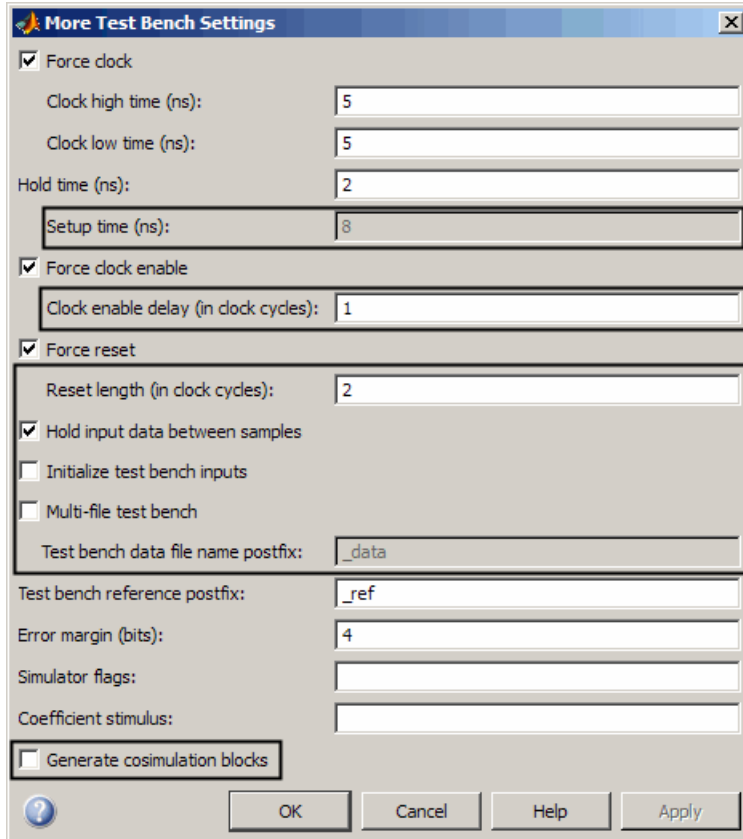 More Test Bench Settings
Force clock
Clock high time (ns): 5
Clock low time (ns): 5
Hold time (ns): 2
Setup time (ns): 8
Force clock enable
Clock enable delay (in clock cycles): 1
Force reset
Reset length (in clock cycles): 2
Hold input data between samples
Initialize test bench inputs
Multi-file test bench
Test bench data file name postfix: _data
Test bench reference postfix: _ref
Error margin (bits): 4
Simulator flags:
Coefficient stimulus:
Generate cosimulation blocks
? OK Cancel Help Apply